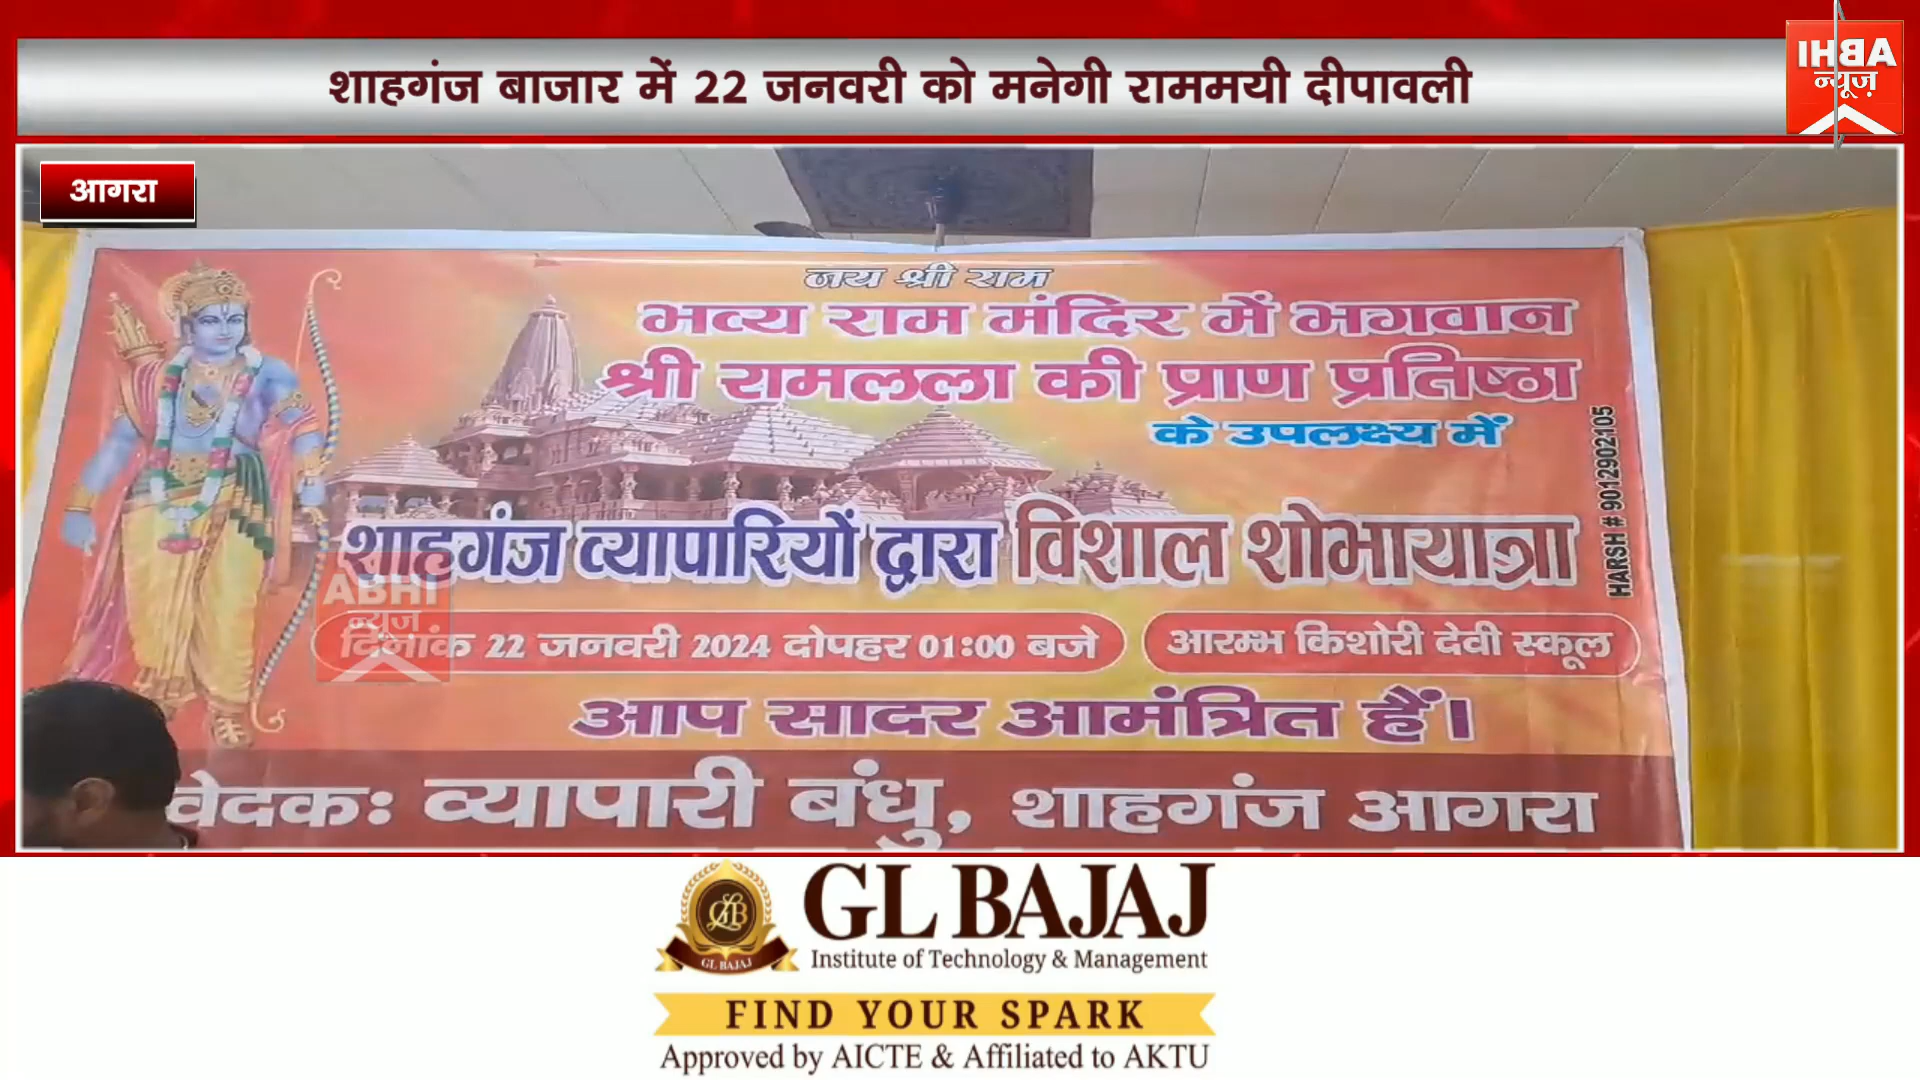 शाहगंज बाजार में 22 जनवरी को मनेगी राममयी दीपावली
ABHI
न्यूज़
आगरा
जय श्री राम
भव्य राम मंदिर में भगवान
श्री रामलला की प्राण प्रतिष्ठा
के उपलक्ष्य में
HARSH # 9012902105
शाहगंज व्यापारियों द्वारा विशाल शोभायात्रा
ABHI
न्यूज़
दिनांक 22 जनवरी 2024 दोपहर 01:00 बजे
आरम्भ किशोरी देवी स्कूल
आप सादर आमंत्रित हैं।
वेदक: व्यापारी बंधु, शाहगंज आगरा
GL BAJAJ
GL BAJAJ
Institute of Technology & Management
FIND YOUR SPARK
Approved by AICTE & Affiliated to AKTU